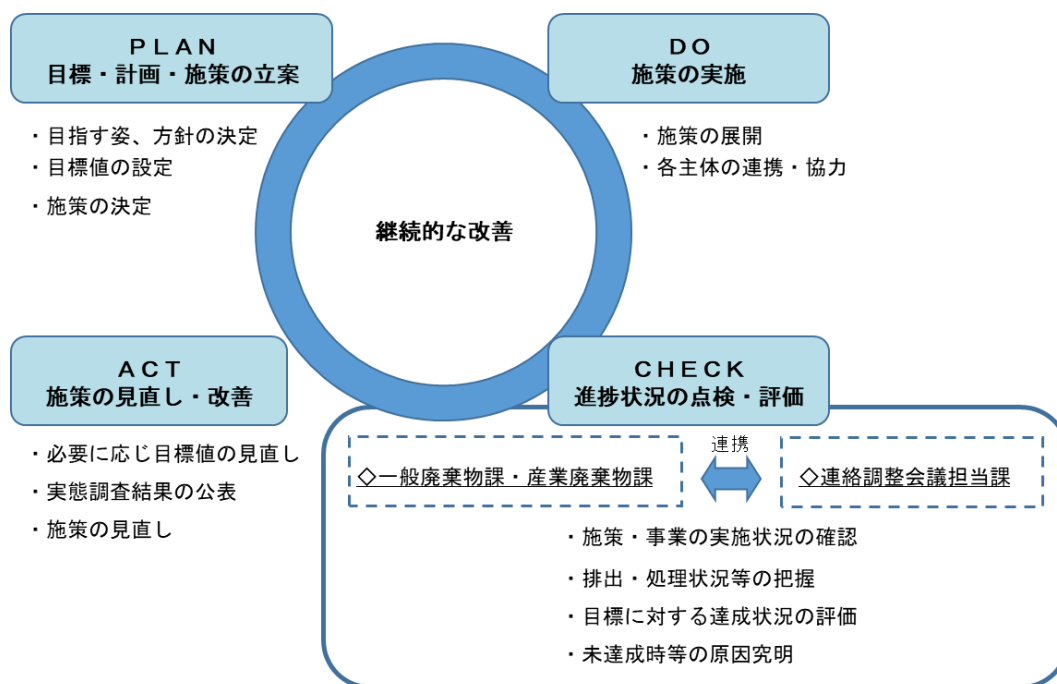 ＰＬＡＮ
目標・計画・施策の立案
・目指す姿、方針の決定
・目標値の設定
・施策の決定
ＤＯ
施策の実施
・施策の展開
・各主体の連携・協力
継続的な改善
ＡＣＴ
施策の見直し・改善
・必要に応じ目標値の見直し
・実態調査結果の公表
・施策の見直し
ＣＨＥＣＫ
進捗状況の点検・評価
◇一般廃棄物課・産業廃棄物課
連携
◇連絡調整会議担当課
・施策・事業の実施状況の確認
・排出・処理状況等の把握
・目標に対する達成状況の評価
・未達成時等の原因究明